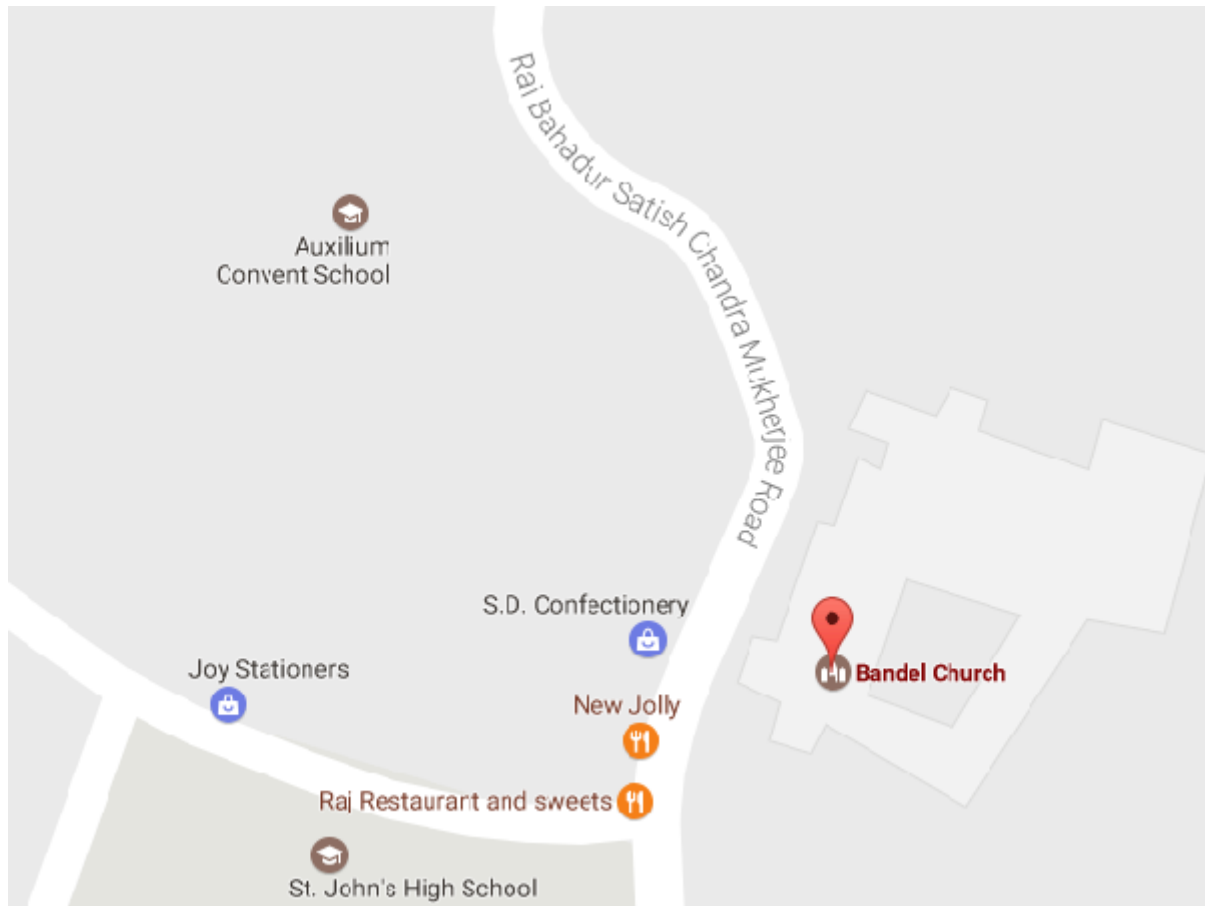 Rai Bahadur Satish Chandra Mukherjee Road
Auxilium
Convent School
S.D. Confectionery
Joy Stationers
Bandel Church
New Jolly
Raj Restaurant and sweets
St. John's High School